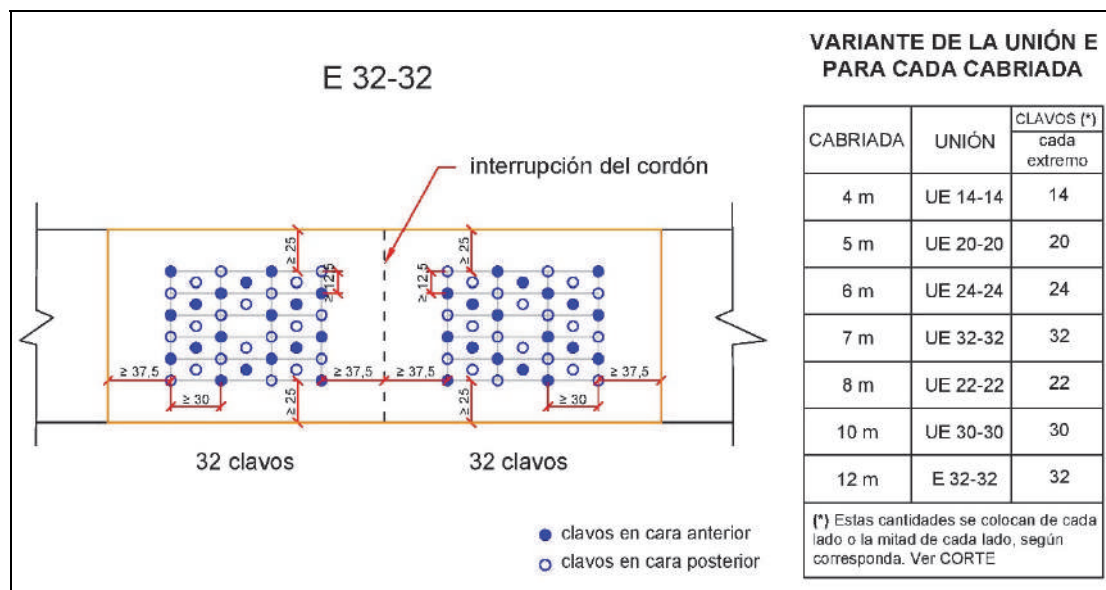 E 32-32
interrupción del cordón
≥ 25
≥ 25
≥ 12,5
≥ 12,5
≥ 37,5
≥ 37,5
≥ 37,5
≥ 37,5
≥ 30
≥ 25
≥ 25
≥ 30
32 clavos
32 clavos
clavos en cara anterior
clavos en cara posterior
VARIANTE DE LA UNIÓN E
PARA CADA CABRIADA
CABRIADA UNIÓN CLAVOS (*)
cada
extremo
4 m UE 14-14 14
5 m UE 20-20 20
6 m UE 24-24 24
7 m UE 32-32 32
8 m UE 22-22 22
10 m UE 30-30 30
12 m E 32-32 32
(*) Estas cantidades se colocan de cada
lado o la mitad de cada lado, según
corresponda. Ver CORTE